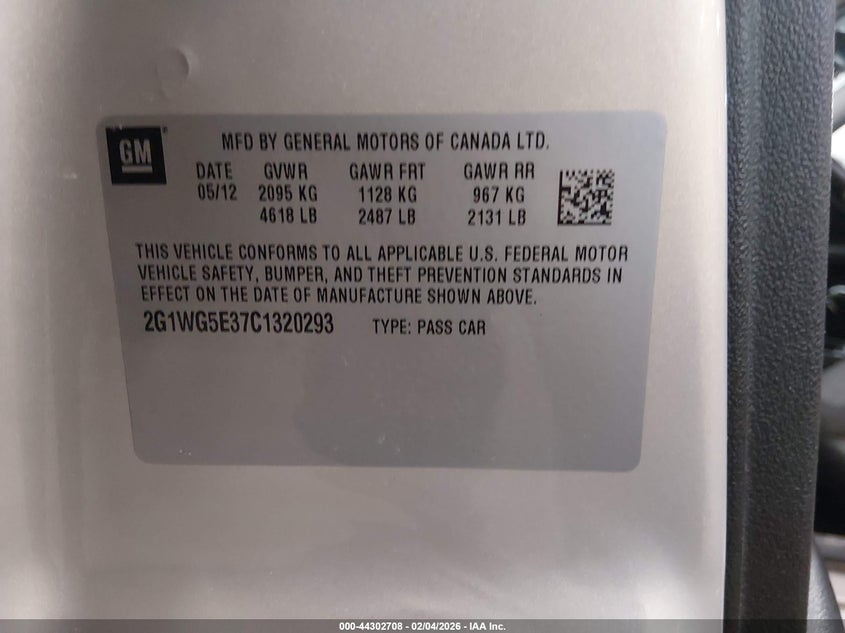 GM
MFD BY GENERAL MOTORS OF CANADA LTD.
DATE GVWR GAWR FRT GAWR RR
05/12 2095 KG 1128 KG 967 KG
4618 LB 2487 LB 2131 LB
THIS VEHICLE CONFORMS TO ALL APPLICABLE U.S. FEDERAL MOTOR
VEHICLE SAFETY, BUMPER, AND THEFT PREVENTION STANDARDS IN
EFFECT ON THE DATE OF MANUFACTURE SHOWN ABOVE.
2G1WG5E37C1320293 TYPE: PASS CAR
000-44302708 - 02/04/2026 - IAA Inc.